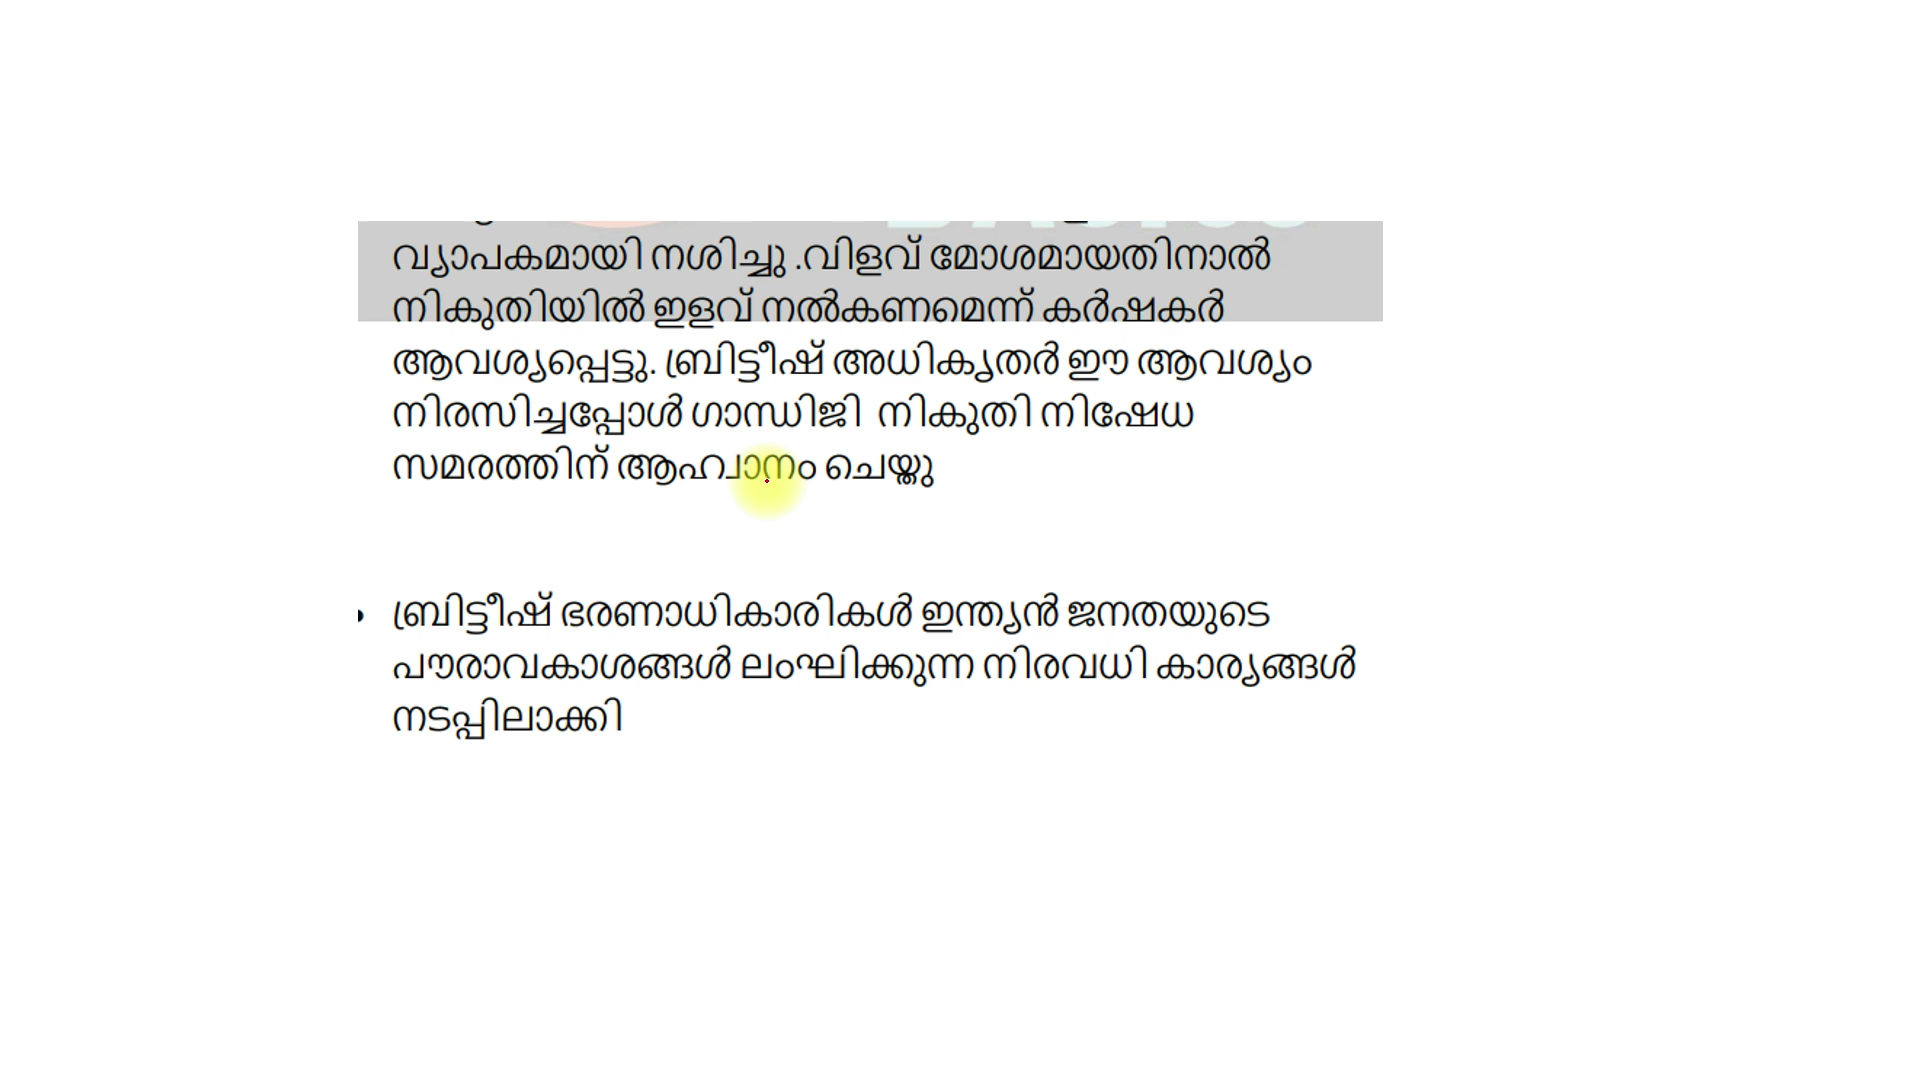 വ്യാപകമായി നശിച്ചു .വിളവ് മോശമായതിനാൽ
നികുതിയിൽ ഇളവ് നൽകണമെന്ന് കർഷകർ
ആവശ്യപ്പെട്ടു. ബ്രിട്ടീഷ് അധികൃതർ ഈ ആവശ്യം
നിരസിച്ചപ്പോൾ ഗാന്ധിജി നികുതി നിഷേധ
സമരത്തിന് ആഹ്വാനം ചെയ്തു
• ബ്രിട്ടീഷ് ഭരണാധികാരികൾ ഇന്ത്യൻ ജനതയുടെ
പൗരാവകാശങ്ങൾ ലംഘിക്കുന്ന നിരവധി കാര്യങ്ങൾ
നടപ്പിലാക്കി